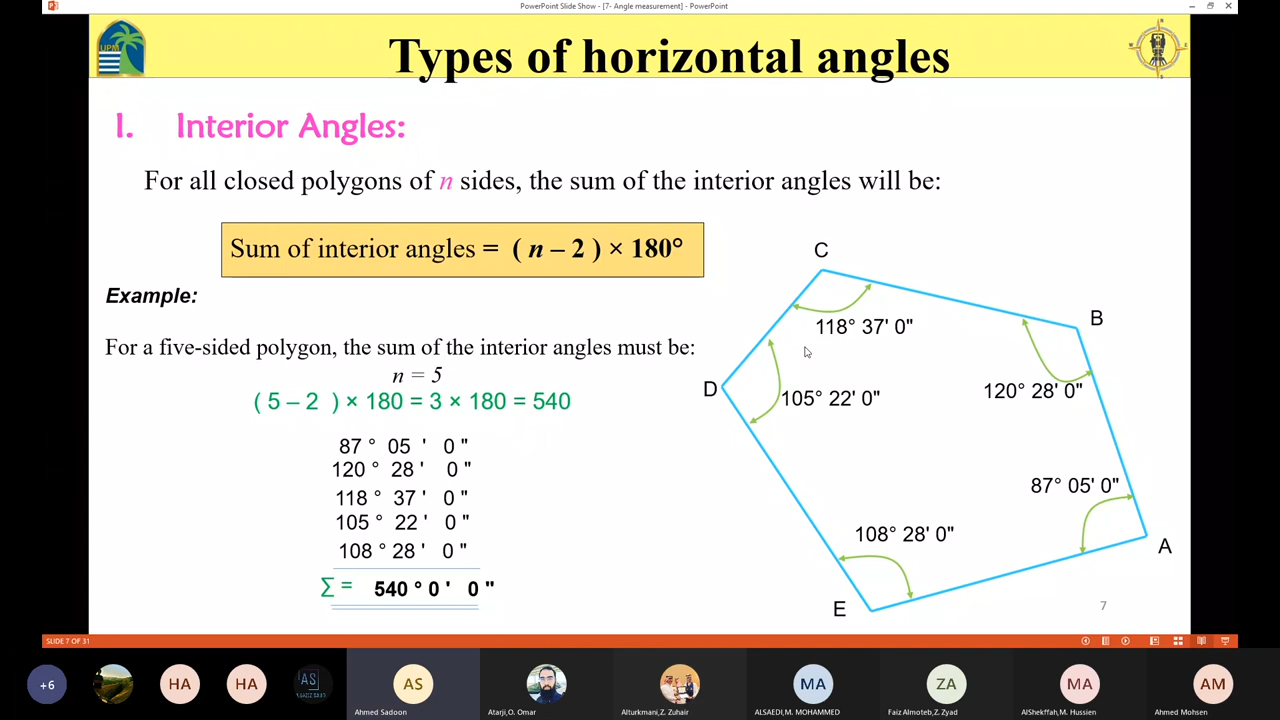 PowerPoint Slide Show - [7- Angle measurement] - PowerPoint
UPM
Types of horizontal angles
I. Interior Angles:
For all closed polygons of n sides, the sum of the interior angles will be:
Sum of interior angles = ( n – 2 ) × 180°
Example:
For a five-sided polygon, the sum of the interior angles must be:
n = 5
( 5 – 2 ) × 180 = 3 × 180 = 540
87 ° 05 ' 0 "
120 ° 28 ' 0 "
118 ° 37 ' 0 "
105 ° 22 ' 0 "
108 ° 28 ' 0 "
Σ = 540 ° 0 ' 0 "
C
118° 37' 0"
B
120° 28' 0"
D
105° 22' 0"
87° 05' 0"
A
108° 28' 0"
E
7
SLIDE 7 OF 31
+6
HA
HA
AS
AS
MA
ZA
MA
AM
Ahmed Sadoon
Atarji,O. Omar
Alturkmani,Z. Zuhair
ALSAEDI,M. MOHAMMED
Faiz Almoteb,Z. Zyad
AlShekffah,M. Hussien
Ahmed Mohsen